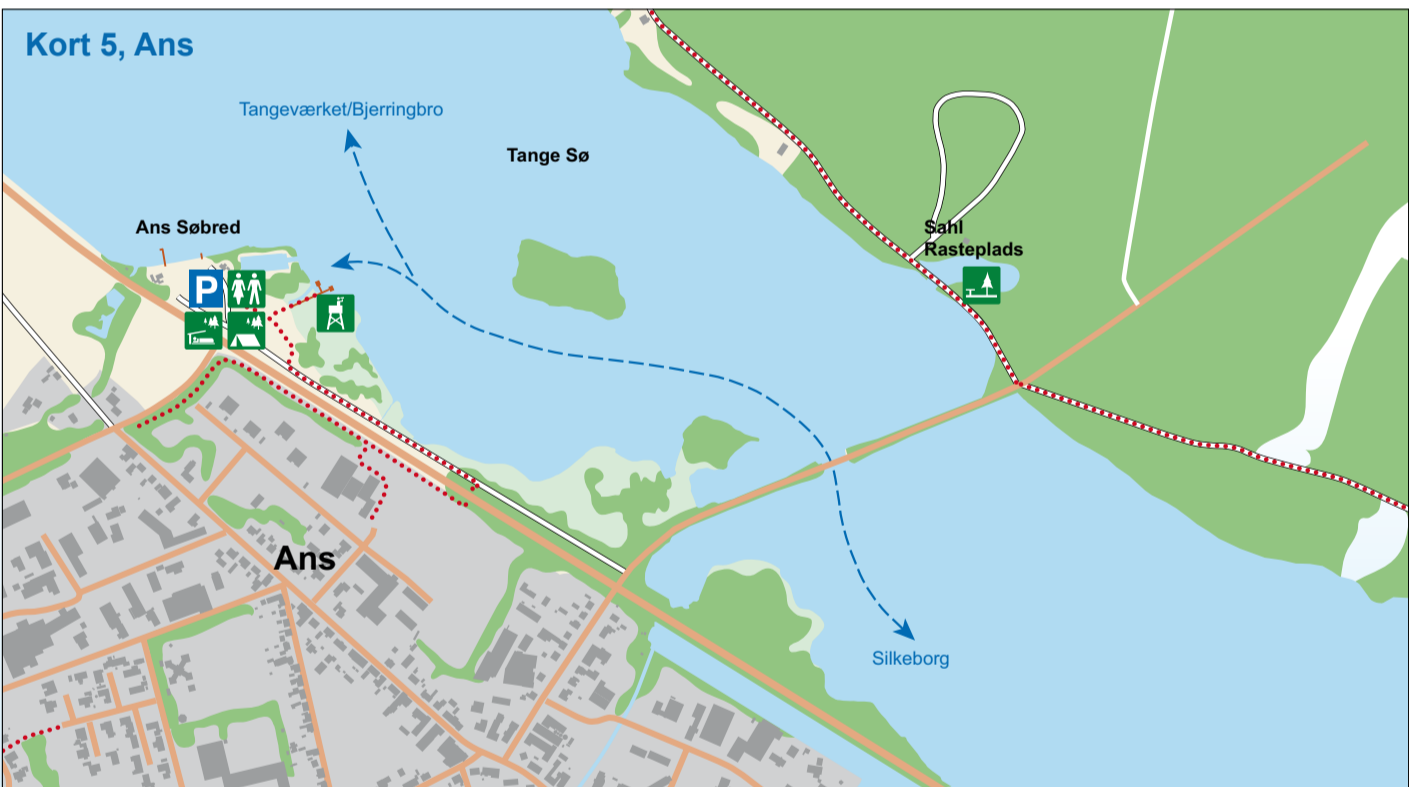 Kort 5, Ans
Tangeværket/Bjerringbro
Tange Sø
Ans Søbred
Sahl
Rasteplads
P
Ans
Silkeborg